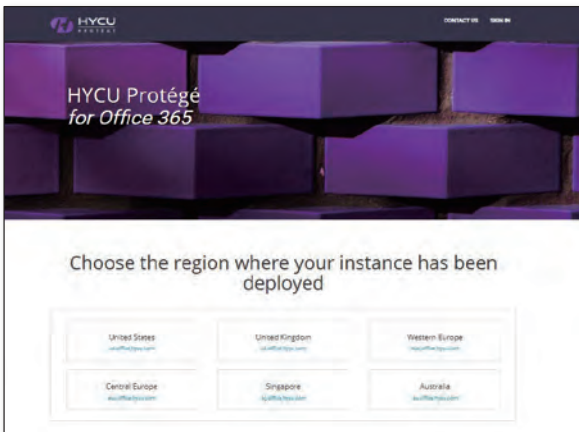 HYCU
PROTÉGÉ
CONTACT US SIGN IN
HYCU Protégé
for Office 365
Choose the region where your instance has been
deployed
United States
United Kingdom
Western Europe
Central Europe
Singapore
Australia